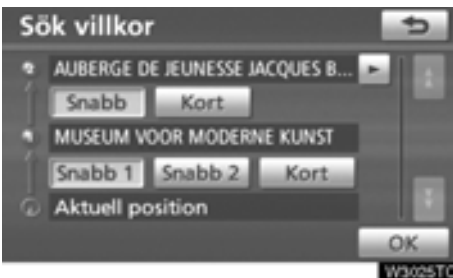 Sök villkor
AUBERGE DE JEUNESSE JACQUES B...
Snabb Kort
MUSEUM VOOR MODERNE KUNST
Snabb 1 Snabb 2 Kort
Aktuell position
OK
W3025TC